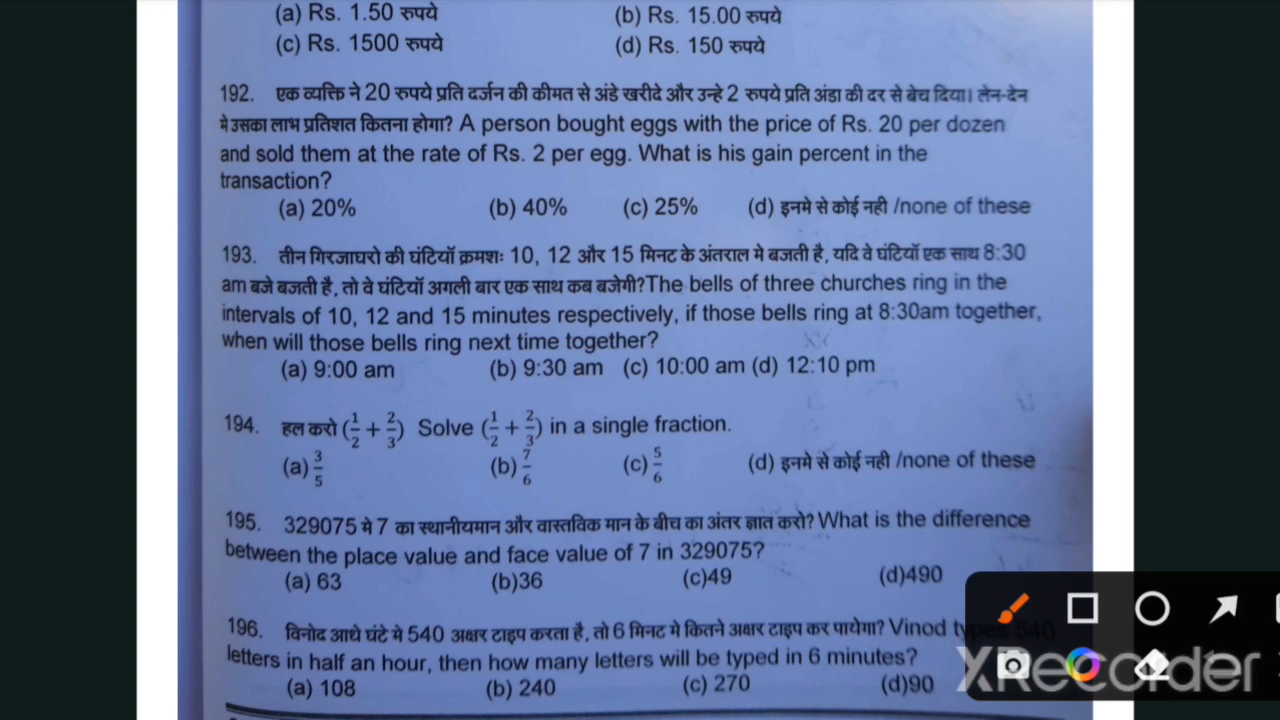 (a) Rs. 1.50 रुपये (b) Rs. 15.00 रुपये
(c) Rs. 1500 रुपये (d) Rs. 150 रुपये
192. एक व्यक्ति ने 20 रुपये प्रति दर्जन की कीमत से अंडे खरीदे और उन्हे 2 रुपये प्रति अंडा की दर से बेच दिया। लेन-देन
मे उसका लाभ प्रतिशत कितना होगा? A person bought eggs with the price of Rs. 20 per dozen
and sold them at the rate of Rs. 2 per egg. What is his gain percent in the
transaction?
(a) 20% (b) 40% (c) 25% (d) इनमे से कोई नही /none of these
193. तीन गिरजाघरो की घंटियॉ क्रमशः 10, 12 और 15 मिनट के अंतराल मे बजती है, यदि वे घंटियॉ एक साथ 8:30
am बजे बजती है, तो वे घंटियॉ अगली बार एक साथ कब बजेगी? The bells of three churches ring in the
intervals of 10, 12 and 15 minutes respectively, if those bells ring at 8:30am together,
when will those bells ring next time together?
(a) 9:00 am (b) 9:30 am (c) 10:00 am (d) 12:10 pm
194. हल करो (1/2 + 2/3) Solve (1/2 + 2/3) in a single fraction.
(a) 3/5 (b) 7/6 (c) 5/6 (d) इनमे से कोई नही /none of these
195. 329075 मे 7 का स्थानीयमान और वास्तविक मान के बीच का अंतर ज्ञात करो? What is the difference
between the place value and face value of 7 in 329075?
(a) 63 (b)36 (c)49 (d)490
196. विनोद आधे घंटे मे 540 अक्षर टाइप करता है, तो 6 मिनट मे कितने अक्षर टाइप कर पायेगा? Vinod types 540
letters in half an hour, then how many letters will be typed in 6 minutes?
(a) 108 (b) 240 (c) 270 (d)90
XRecorder